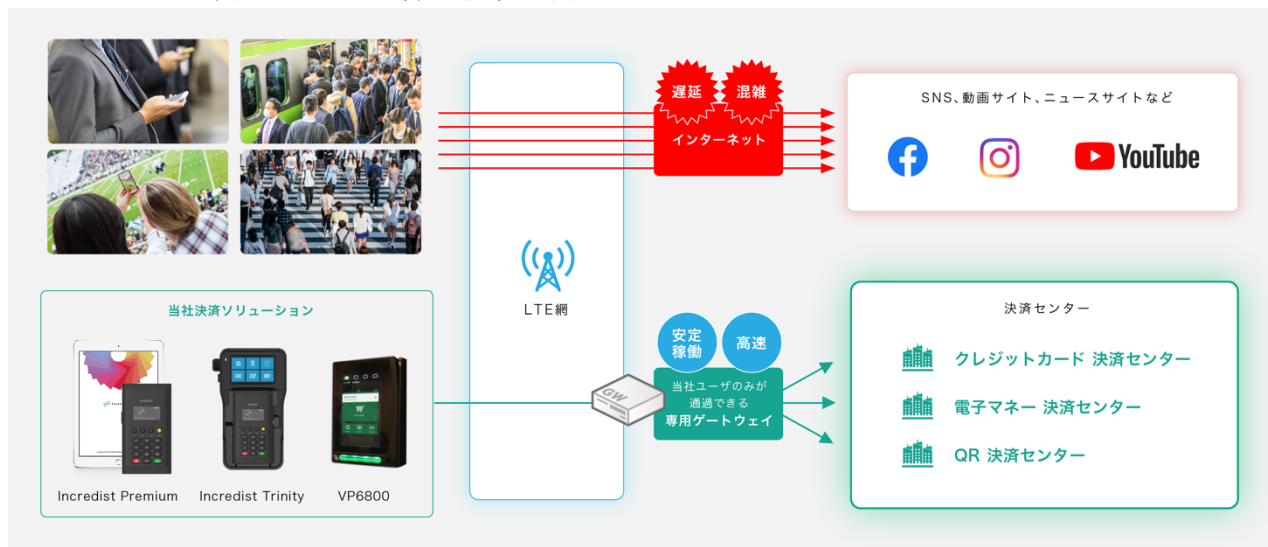 遅延
混雑
インターネット
SNS、動画サイト、ニュースサイトなど
YouTube
LTE網
当社決済ソリューション
Incredist Premium
Incredist Trinity
VP6800
GW
安定
稼働
高速
当社ユーザのみが
通過できる
専用ゲートウェイ
決済センター
クレジットカード 決済センター
電子マネー 決済センター
QR 決済センター